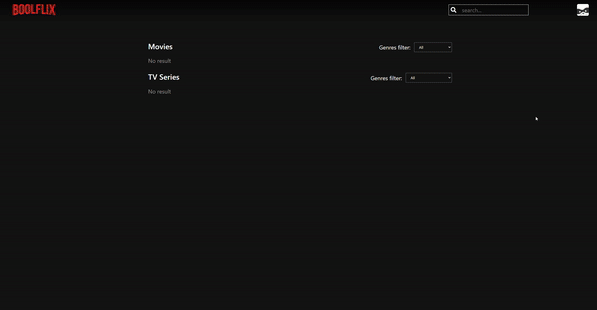 BOOLFLIX
search...
Movies
Genres filter: All
No result
TV Series
Genres filter: All
No result